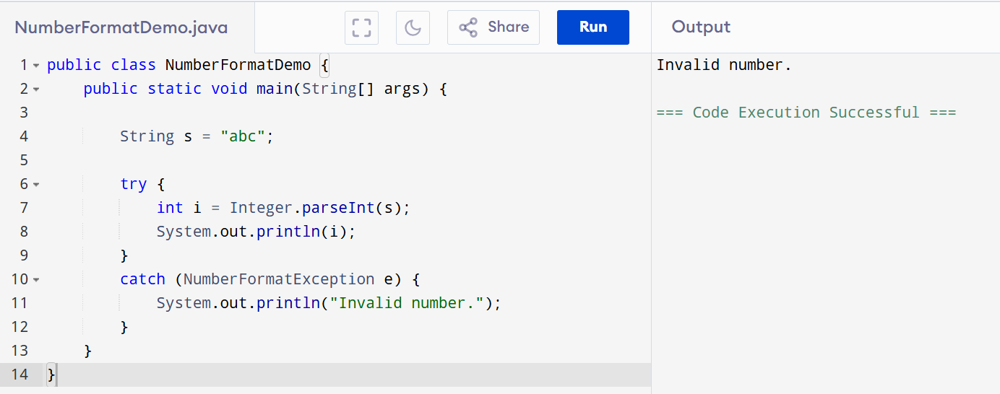 NumberFormatDemo.java
Share
Run
Output
1 public class NumberFormatDemo {
2     public static void main(String[] args) {
3
4         String s = "abc";
5
6         try {
7             int i = Integer.parseInt(s);
8             System.out.println(i);
9         }
10         catch (NumberFormatException e) {
11             System.out.println("Invalid number.");
12         }
13     }
14 }
Invalid number.
=== Code Execution Successful ===